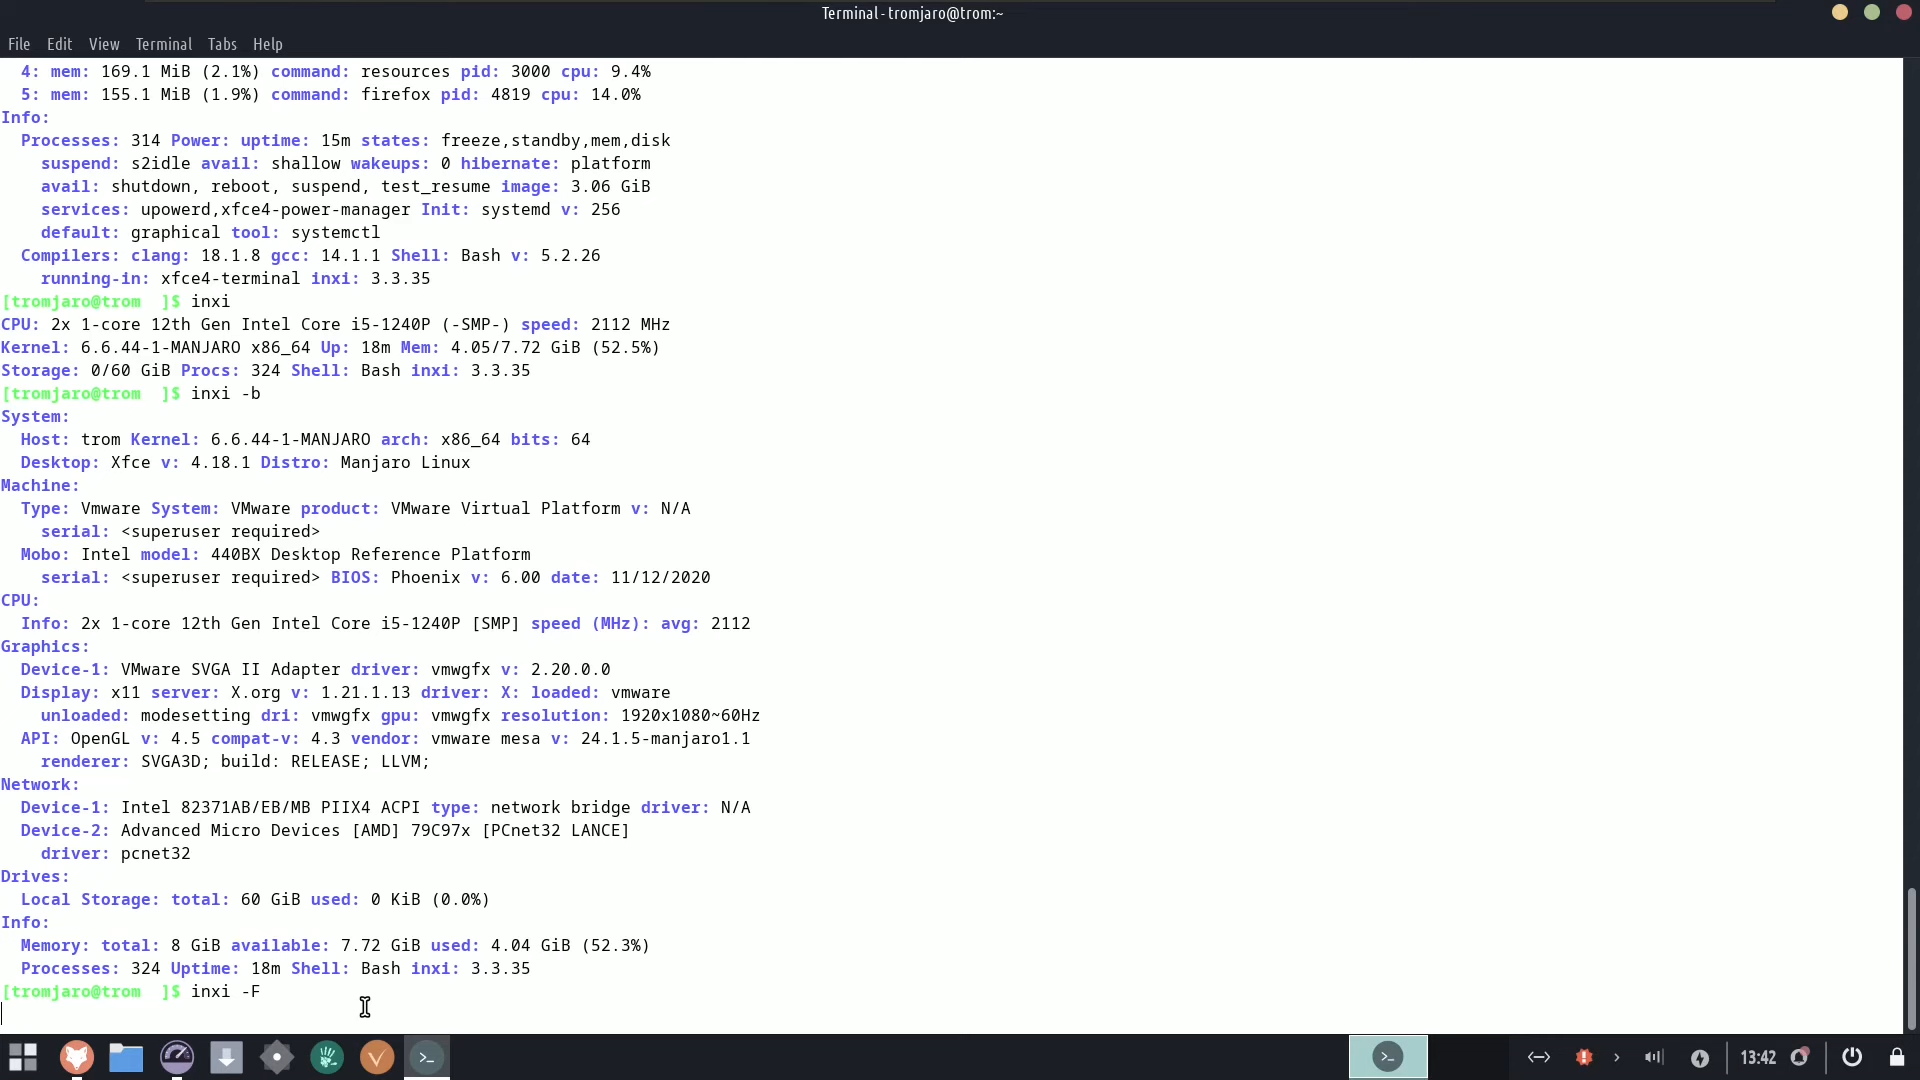 Terminal - tromjaro@trom:~
File Edit View Terminal Tabs Help
4: mem: 169.1 MiB (2.1%) command: resources pid: 3000 cpu: 9.4%
5: mem: 155.1 MiB (1.9%) command: firefox pid: 4819 cpu: 14.0%
Info:
Processes: 314 Power: uptime: 15m states: freeze,standby,mem,disk
suspend: s2idle avail: shallow wakeups: 0 hibernate: platform
avail: shutdown, reboot, suspend, test_resume image: 3.06 GiB
services: upowerd,xfce4-power-manager Init: systemd v: 256
default: graphical tool: systemctl
Compilers: clang: 18.1.8 gcc: 14.1.1 Shell: Bash v: 5.2.26
running-in: xfce4-terminal inxi: 3.3.35
[tromjaro@trom  ]$ inxi
CPU: 2x 1-core 12th Gen Intel Core i5-1240P (-SMP-) speed: 2112 MHz
Kernel: 6.6.44-1-MANJARO x86_64 Up: 18m Mem: 4.05/7.72 GiB (52.5%)
Storage: 0/60 GiB Procs: 324 Shell: Bash inxi: 3.3.35
[tromjaro@trom  ]$ inxi -b
System:
Host: trom Kernel: 6.6.44-1-MANJARO arch: x86_64 bits: 64
Desktop: Xfce v: 4.18.1 Distro: Manjaro Linux
Machine:
Type: Vmware System: VMware product: VMware Virtual Platform v: N/A
serial: <superuser required>
Mobo: Intel model: 440BX Desktop Reference Platform
serial: <superuser required> BIOS: Phoenix v: 6.00 date: 11/12/2020
CPU:
Info: 2x 1-core 12th Gen Intel Core i5-1240P [SMP] speed (MHz): avg: 2112
Graphics:
Device-1: VMware SVGA II Adapter driver: vmwgfx v: 2.20.0.0
Display: x11 server: X.org v: 1.21.1.13 driver: X: loaded: vmware
unloaded: modesetting dri: vmwgfx gpu: vmwgfx resolution: 1920x1080~60Hz
API: OpenGL v: 4.5 compat-v: 4.3 vendor: vmware mesa v: 24.1.5-manjaro1.1
renderer: SVGA3D; build: RELEASE; LLVM;
Network:
Device-1: Intel 82371AB/EB/MB PIIX4 ACPI type: network bridge driver: N/A
Device-2: Advanced Micro Devices [AMD] 79C97x [PCnet32 LANCE]
driver: pcnet32
Drives:
Local Storage: total: 60 GiB used: 0 KiB (0.0%)
Info:
Memory: total: 8 GiB available: 7.72 GiB used: 4.04 GiB (52.3%)
Processes: 324 Uptime: 18m Shell: Bash inxi: 3.3.35
[tromjaro@trom  ]$ inxi -F
13:42